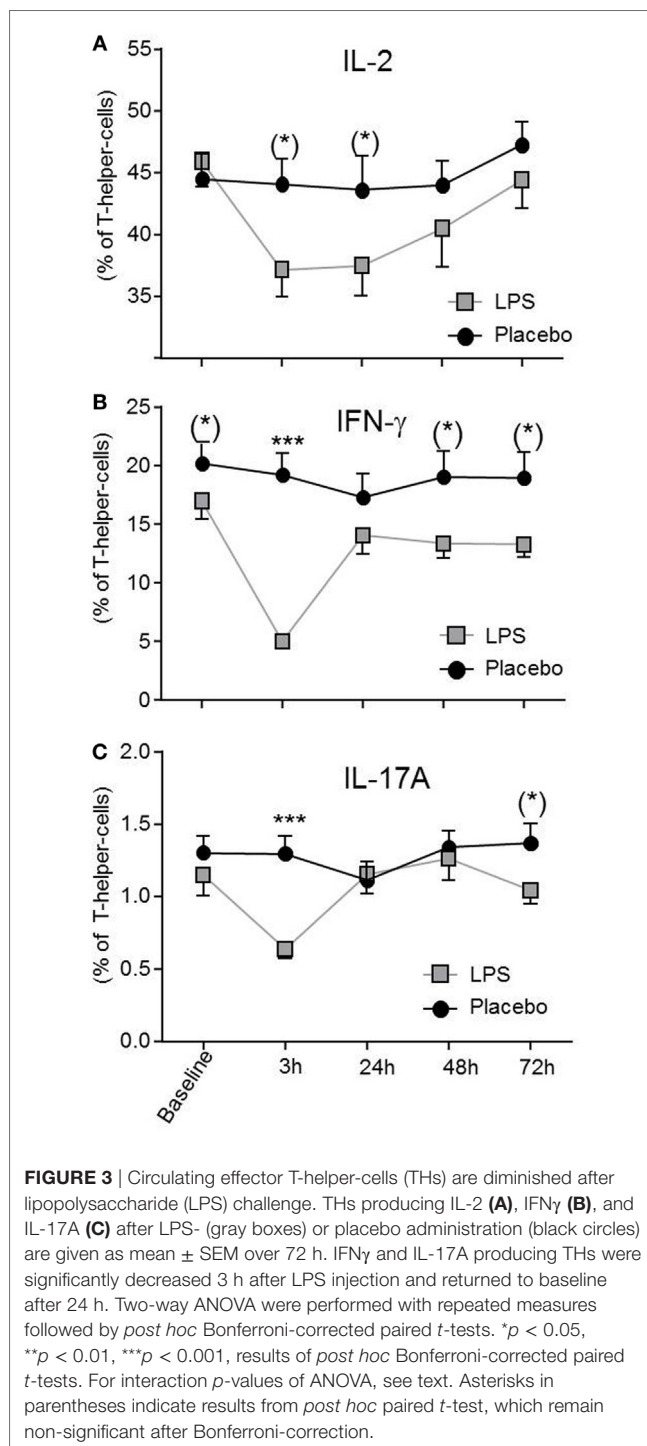 A
IL-2
55
50
45
40
35
(% of T-helper-cells)
(*) (*)
LPS
Placebo
B
IFN-γ
25
20
15
10
5
0
(% of T-helper-cells)
(*) *** (*) (*)
LPS
Placebo
C
IL-17A
2.0
1.5
1.0
0.5
0.0
(% of T-helper-cells)
*** (*)
LPS
Placebo
Baseline 3h 24h 48h 72h
FIGURE 3 | Circulating effector T-helper-cells (THs) are diminished after
lipopolysaccharide (LPS) challenge. THs producing IL-2 (A), IFNγ (B), and
IL-17A (C) after LPS- (gray boxes) or placebo administration (black circles)
are given as mean ± SEM over 72 h. IFNγ and IL-17A producing THs were
significantly decreased 3 h after LPS injection and returned to baseline
after 24 h. Two-way ANOVA were performed with repeated measures
followed by post hoc Bonferroni-corrected paired t-tests. *p < 0.05,
**p < 0.01, ***p < 0.001, results of post hoc Bonferroni-corrected paired
t-tests. For interaction p-values of ANOVA, see text. Asterisks in
parentheses indicate results from post hoc paired t-test, which remain
non-significant after Bonferroni-correction.